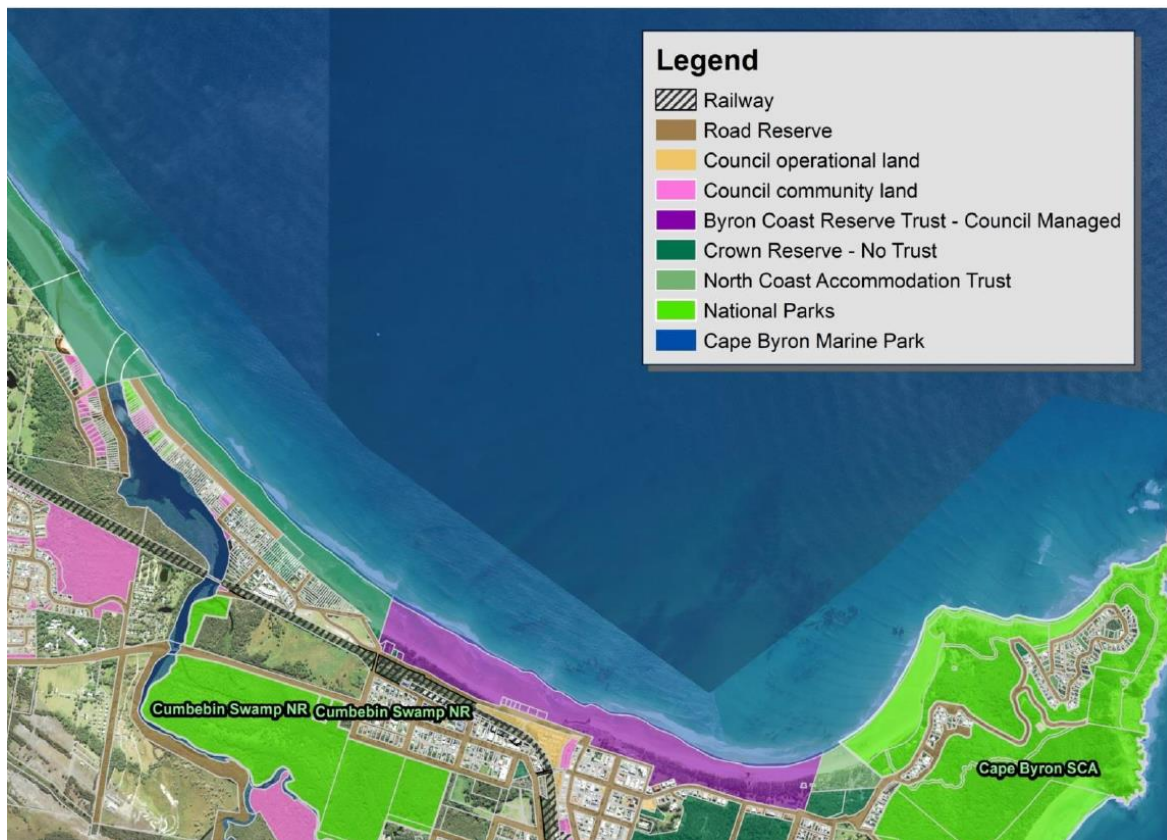 Legend
Railway
Road Reserve
Council operational land
Council community land
Byron Coast Reserve Trust - Council Managed
Crown Reserve - No Trust
North Coast Accommodation Trust
National Parks
Cape Byron Marine Park
Cumbebin Swamp NR
Cumbebin Swamp NR
Cape Byron SCA